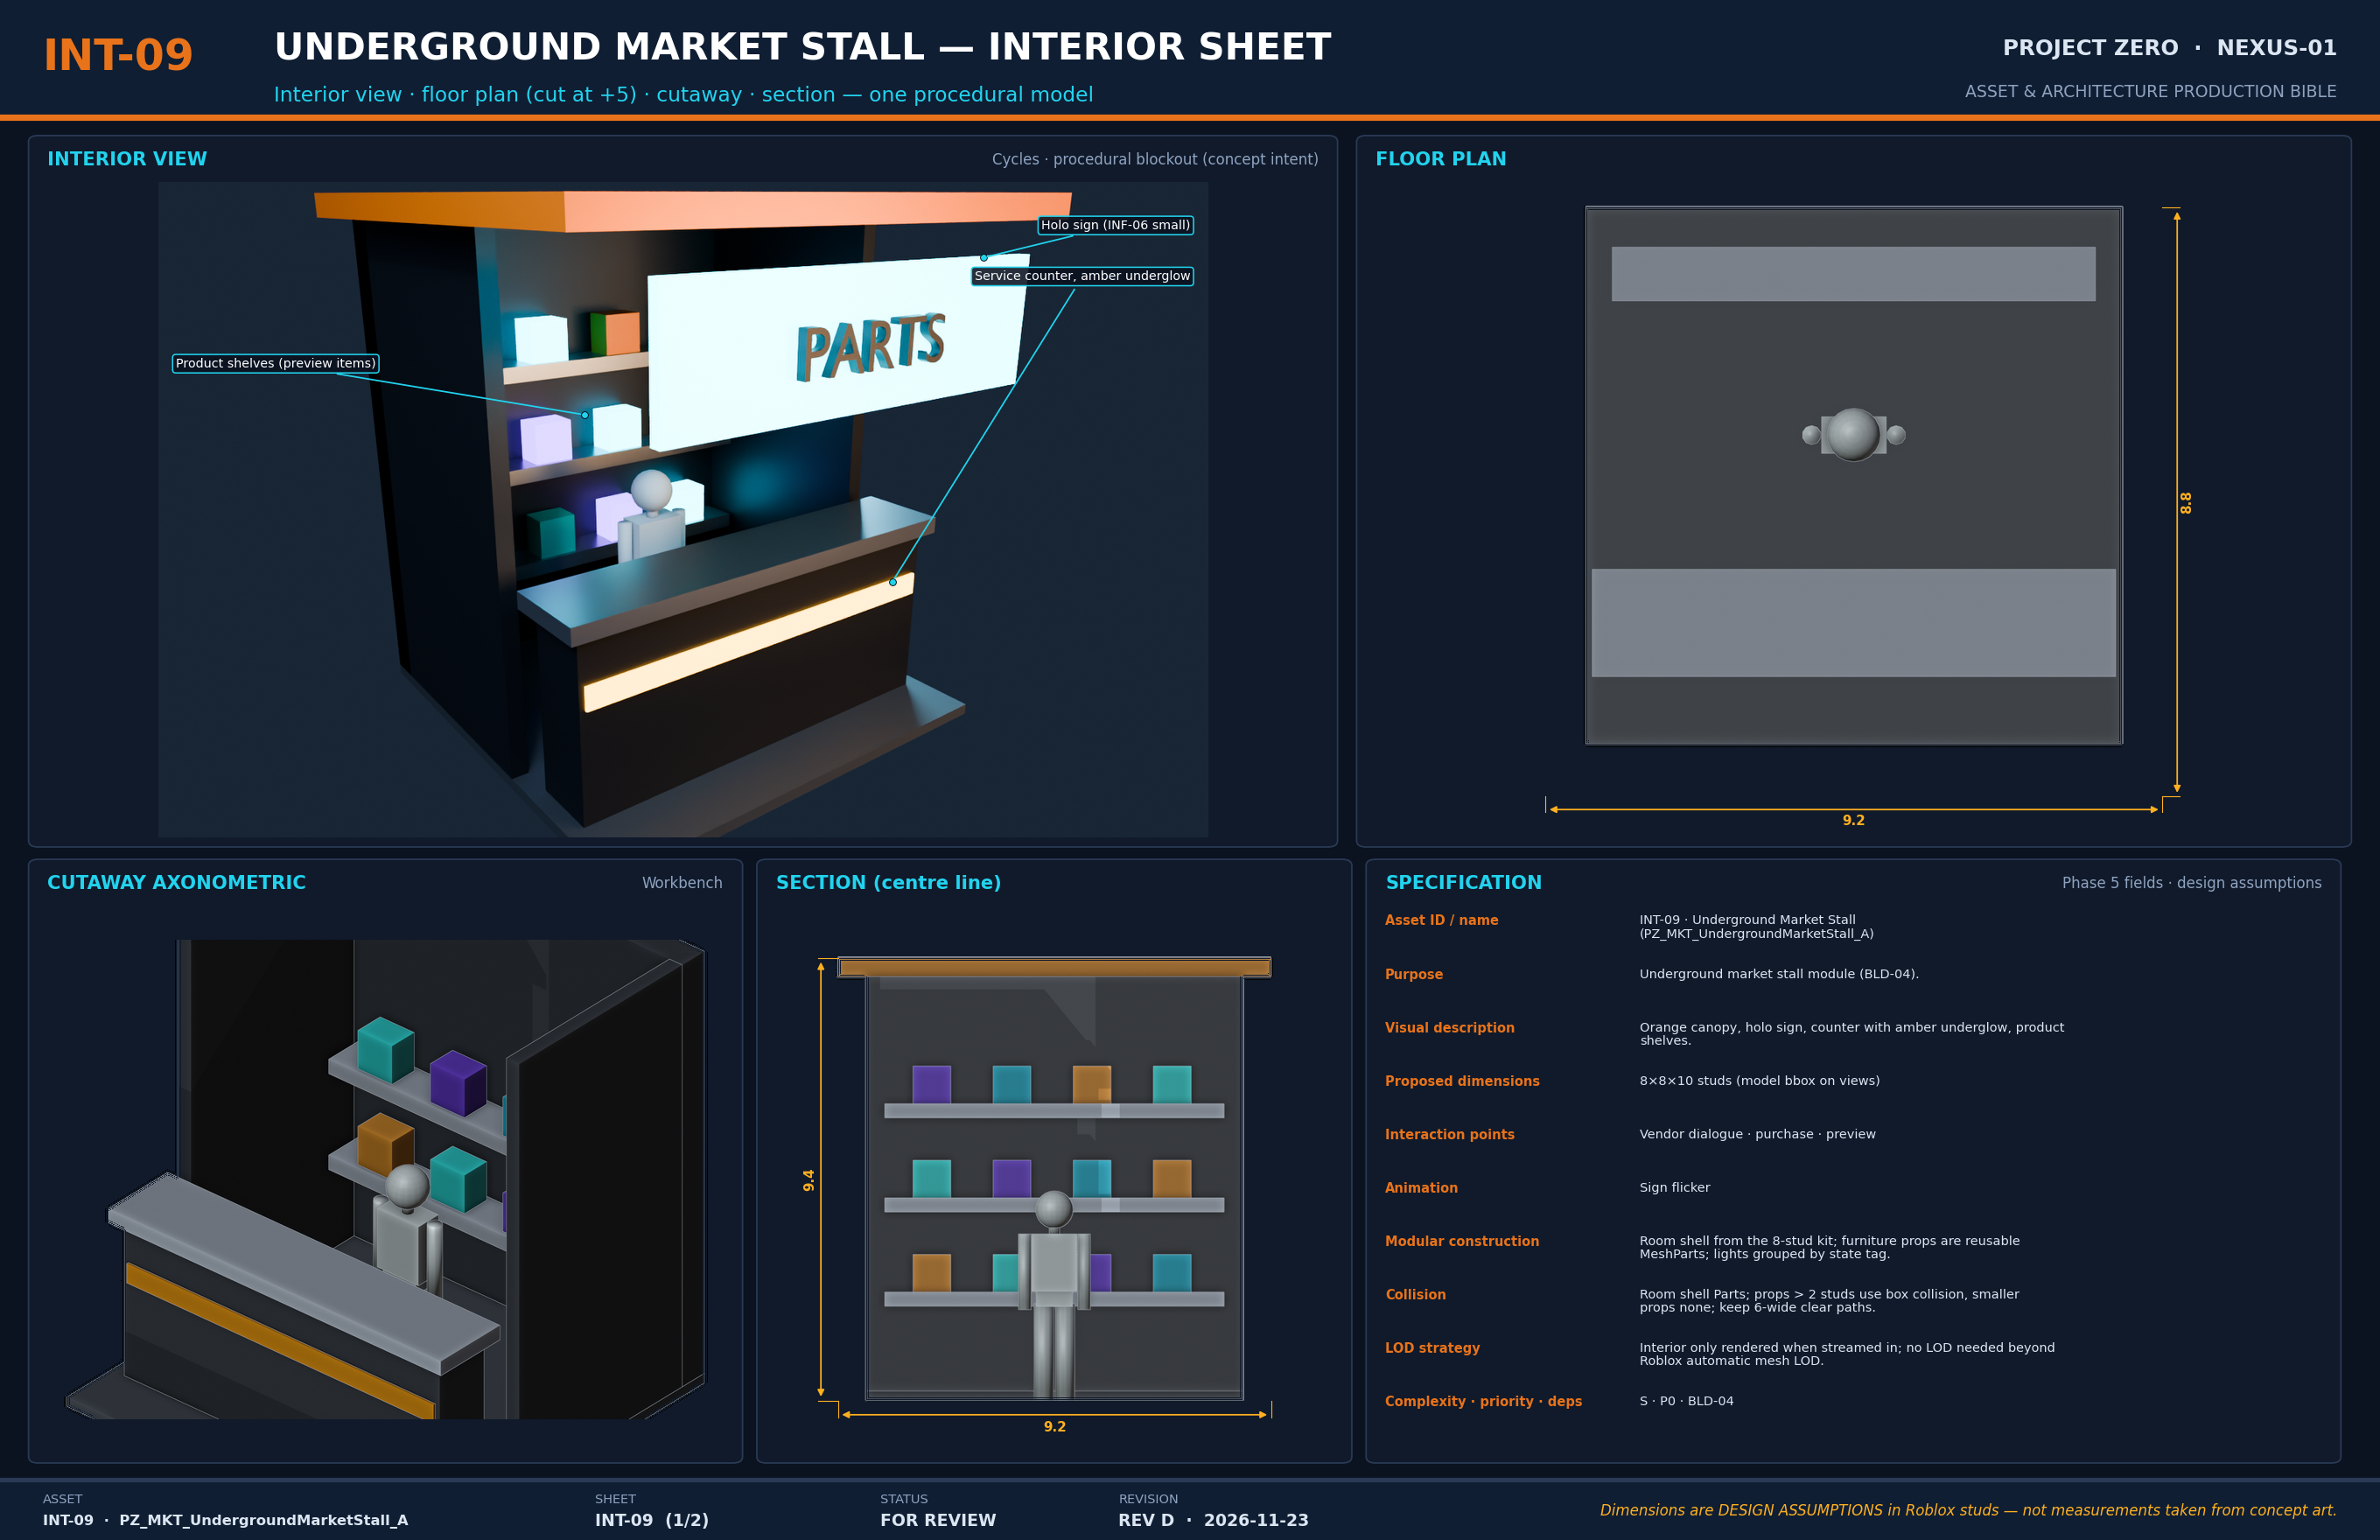 INT-09
UNDERGROUND MARKET STALL — INTERIOR SHEET
Interior view · floor plan (cut at +5) · cutaway · section — one procedural model
PROJECT ZERO · NEXUS-01
ASSET & ARCHITECTURE PRODUCTION BIBLE
INTERIOR VIEW
Cycles · procedural blockout (concept intent)
Holo sign (INF-06 small)
Service counter, amber underglow
Product shelves (preview items)
PARTS
FLOOR PLAN
8.8
9.2
CUTAWAY AXONOMETRIC
Workbench
SECTION (centre line)
9.4
9.2
SPECIFICATION
Phase 5 fields · design assumptions
Asset ID / name
INT-09 · Underground Market Stall
(PZ_MKT_UndergroundMarketStall_A)
Purpose
Underground market stall module (BLD-04).
Visual description
Orange canopy, holo sign, counter with amber underglow, product
shelves.
Proposed dimensions
8×8×10 studs (model bbox on views)
Interaction points
Vendor dialogue · purchase · preview
Animation
Sign flicker
Modular construction
Room shell from the 8-stud kit; furniture props are reusable
MeshParts; lights grouped by state tag.
Collision
Room shell Parts; props > 2 studs use box collision, smaller
props none; keep 6-wide clear paths.
LOD strategy
Interior only rendered when streamed in; no LOD needed beyond
Roblox automatic mesh LOD.
Complexity · priority · deps
S · P0 · BLD-04
ASSET
INT-09 · PZ_MKT_UndergroundMarketStall_A
SHEET
INT-09 (1/2)
STATUS
FOR REVIEW
REVISION
REV D · 2026-11-23
Dimensions are DESIGN ASSUMPTIONS in Roblox studs — not measurements taken from concept art.